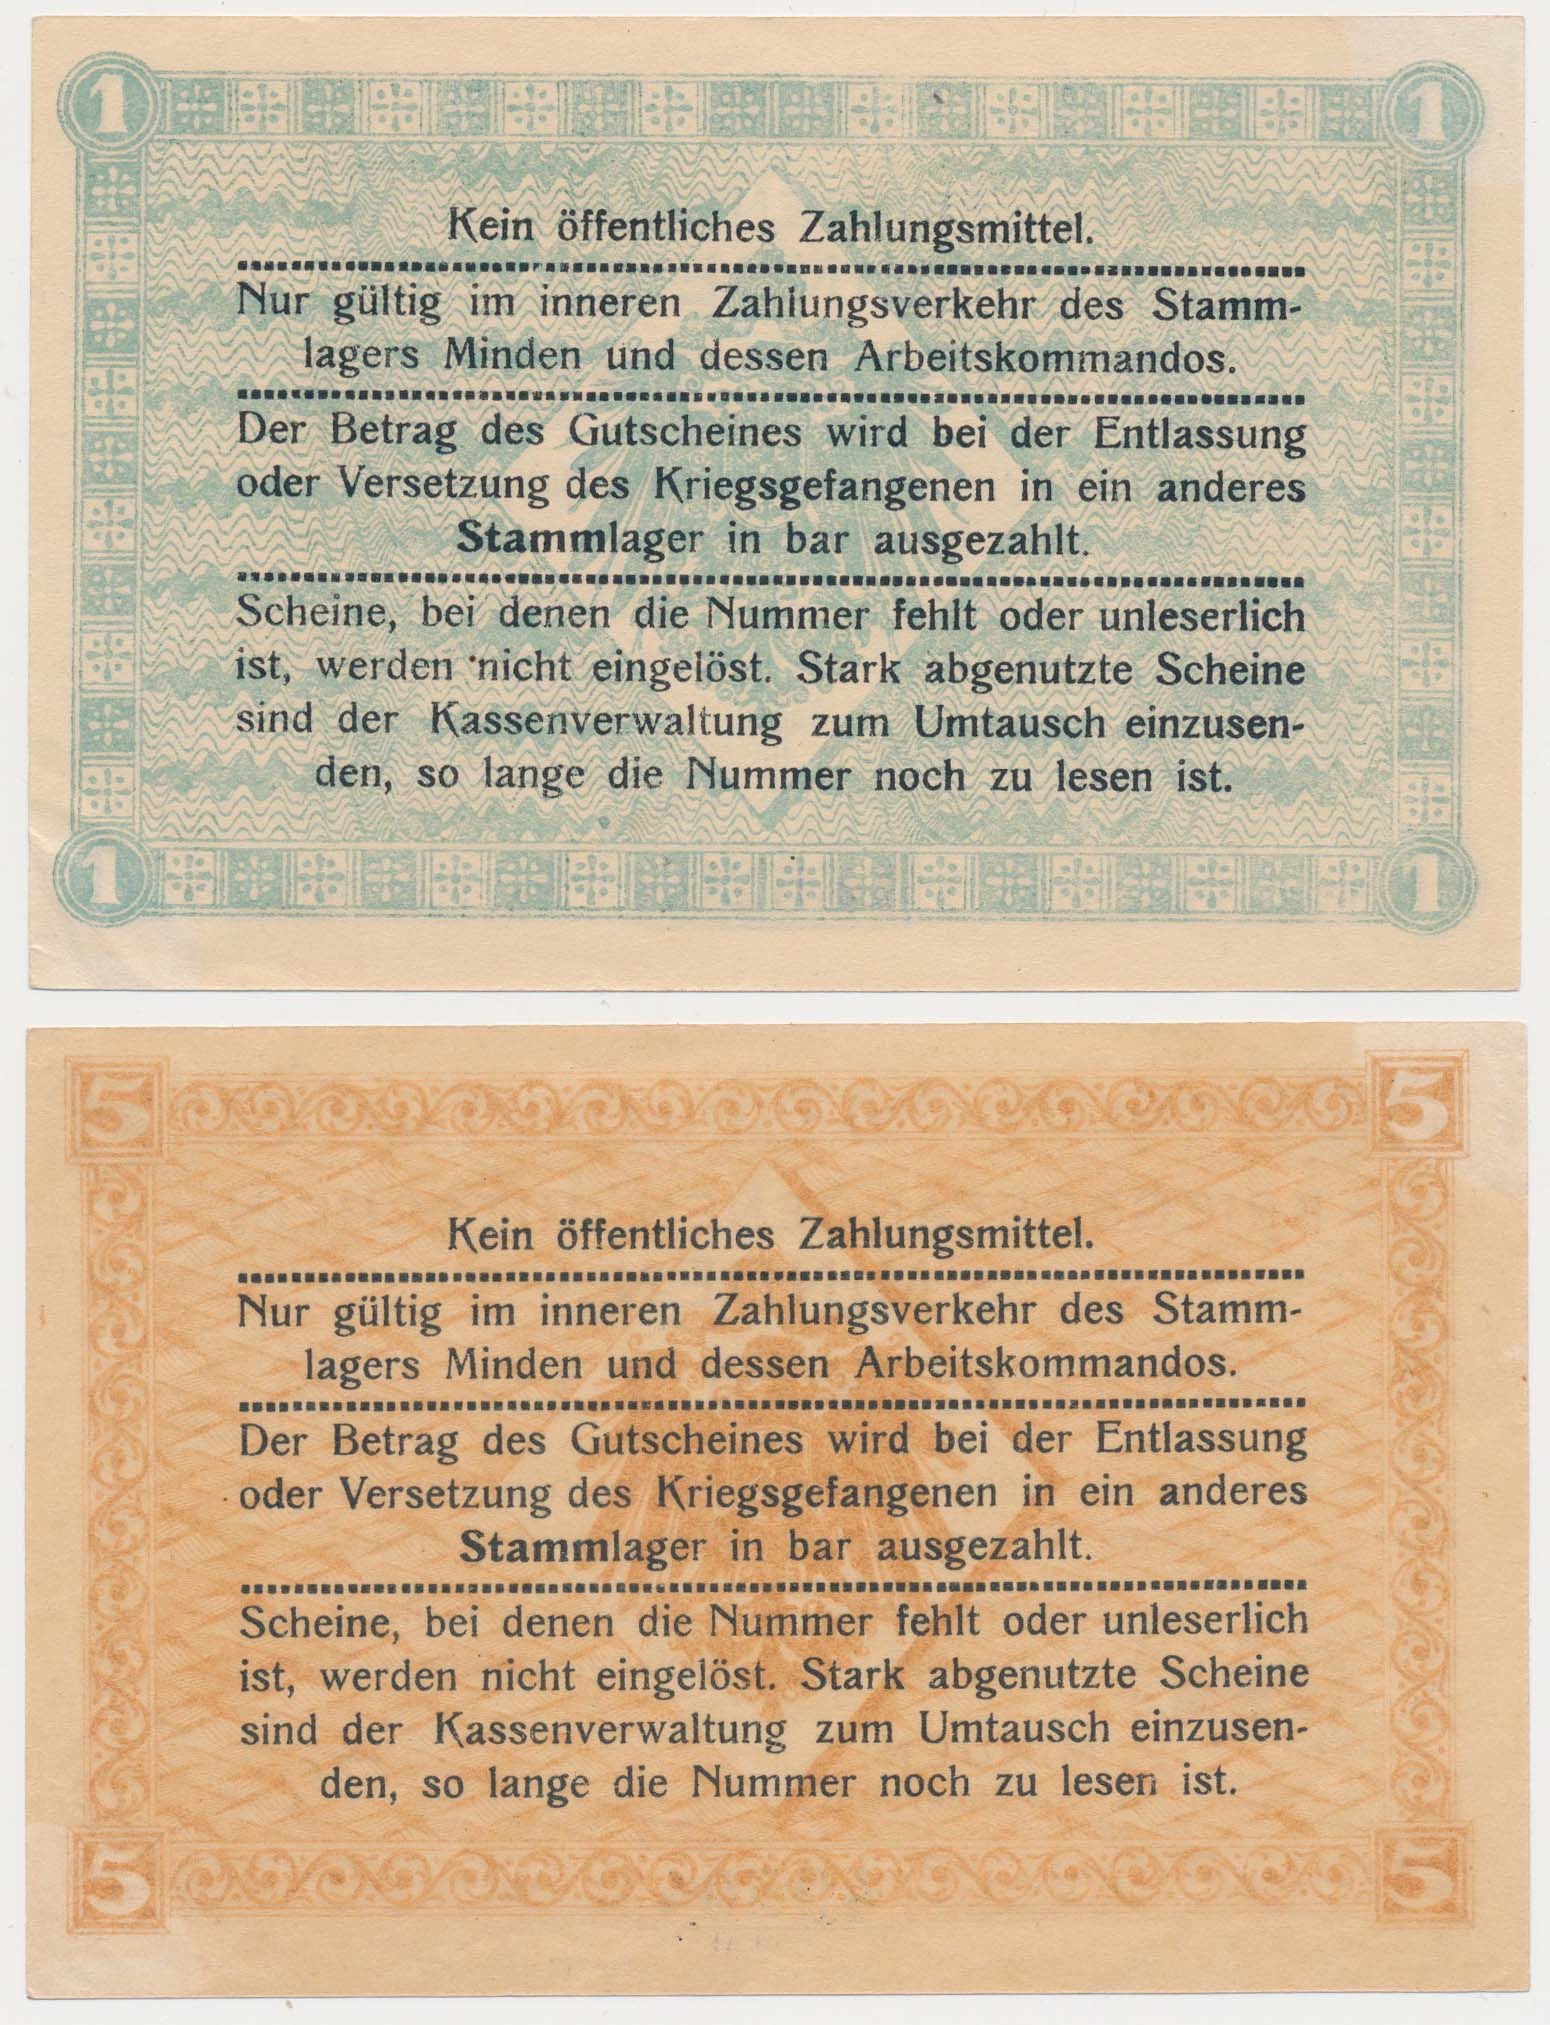 1 1
Kein öffentliches Zahlungsmittel.
Nur gültig im inneren Zahlungsverkehr des Stamm-
lagers Minden und dessen Arbeitskommandos.
Der Betrag des Gutscheines wird bei der Entlassung
oder Versetzung des Kriegsgefangenen in ein anderes
Stammlager in bar ausgezahlt.
Scheine, bei denen die Nummer fehlt oder unleserlich
ist, werden nicht eingelöst. Stark abgenutzte Scheine
sind der Kassenverwaltung zum Umtausch einzusen-
den, so lange die Nummer noch zu lesen ist.
1 1
5 5
Kein öffentliches Zahlungsmittel.
Nur gültig im inneren Zahlungsverkehr des Stamm-
lagers Minden und dessen Arbeitskommandos.
Der Betrag des Gutscheines wird bei der Entlassung
oder Versetzung des Kriegsgefangenen in ein anderes
Stammlager in bar ausgezahlt.
Scheine, bei denen die Nummer fehlt oder unleserlich
ist, werden nicht eingelöst. Stark abgenutzte Scheine
sind der Kassenverwaltung zum Umtausch einzusen-
den, so lange die Nummer noch zu lesen ist.
5 5